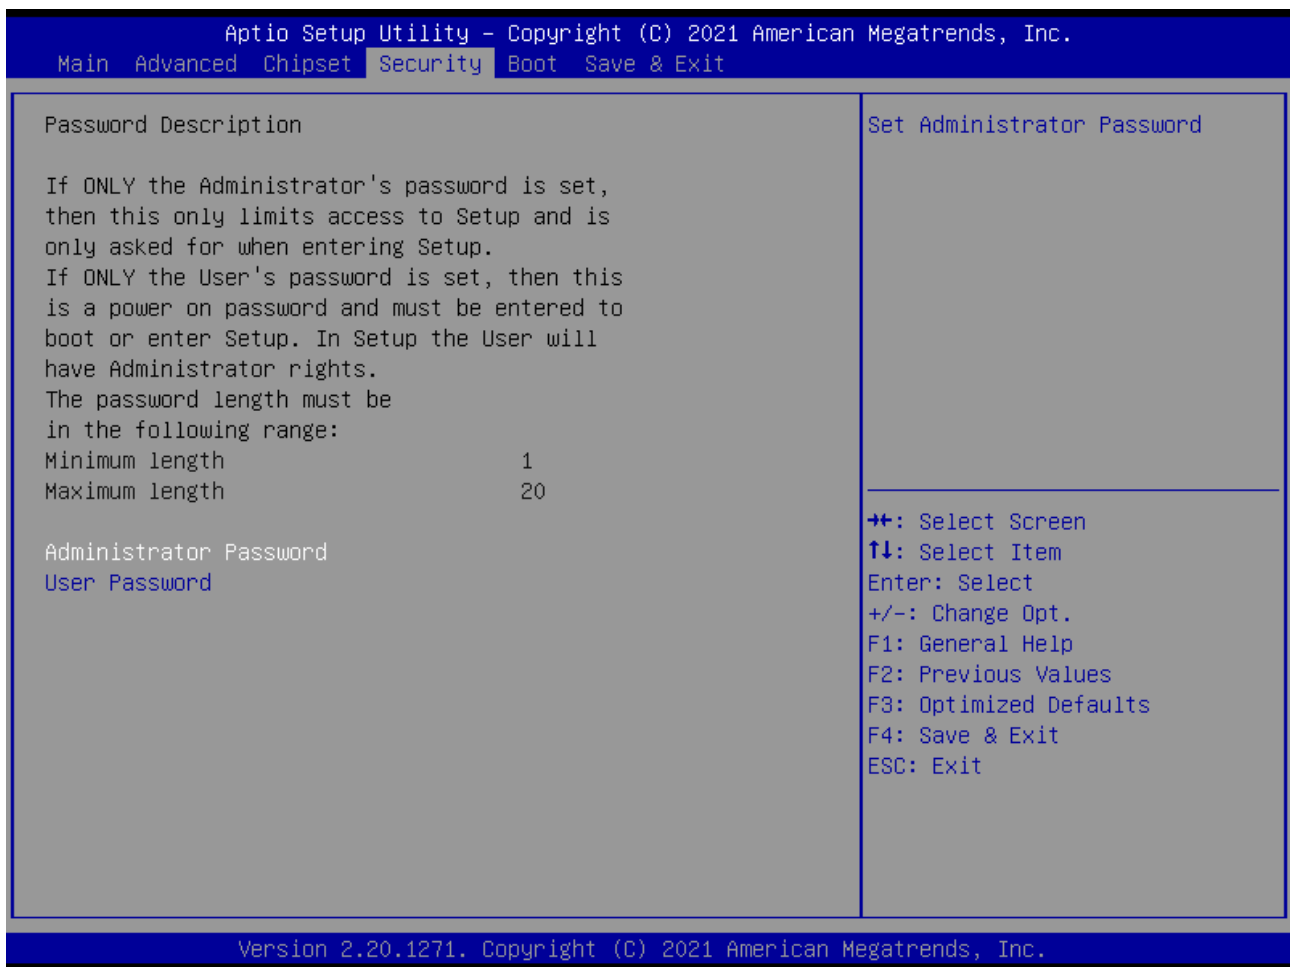 Aptio Setup Utility – Copyright (C) 2021 American Megatrends, Inc.
Main Advanced Chipset Security Boot Save & Exit
Password Description
If ONLY the Administrator's password is set,
then this only limits access to Setup and is
only asked for when entering Setup.
If ONLY the User's password is set, then this
is a power on password and must be entered to
boot or enter Setup. In Setup the User will
have Administrator rights.
The password length must be
in the following range:
Minimum length 1
Maximum length 20
Administrator Password
User Password
Set Administrator Password
→←: Select Screen
↑↓: Select Item
Enter: Select
+/-: Change Opt.
F1: General Help
F2: Previous Values
F3: Optimized Defaults
F4: Save & Exit
ESC: Exit
Version 2.20.1271. Copyright (C) 2021 American Megatrends, Inc.